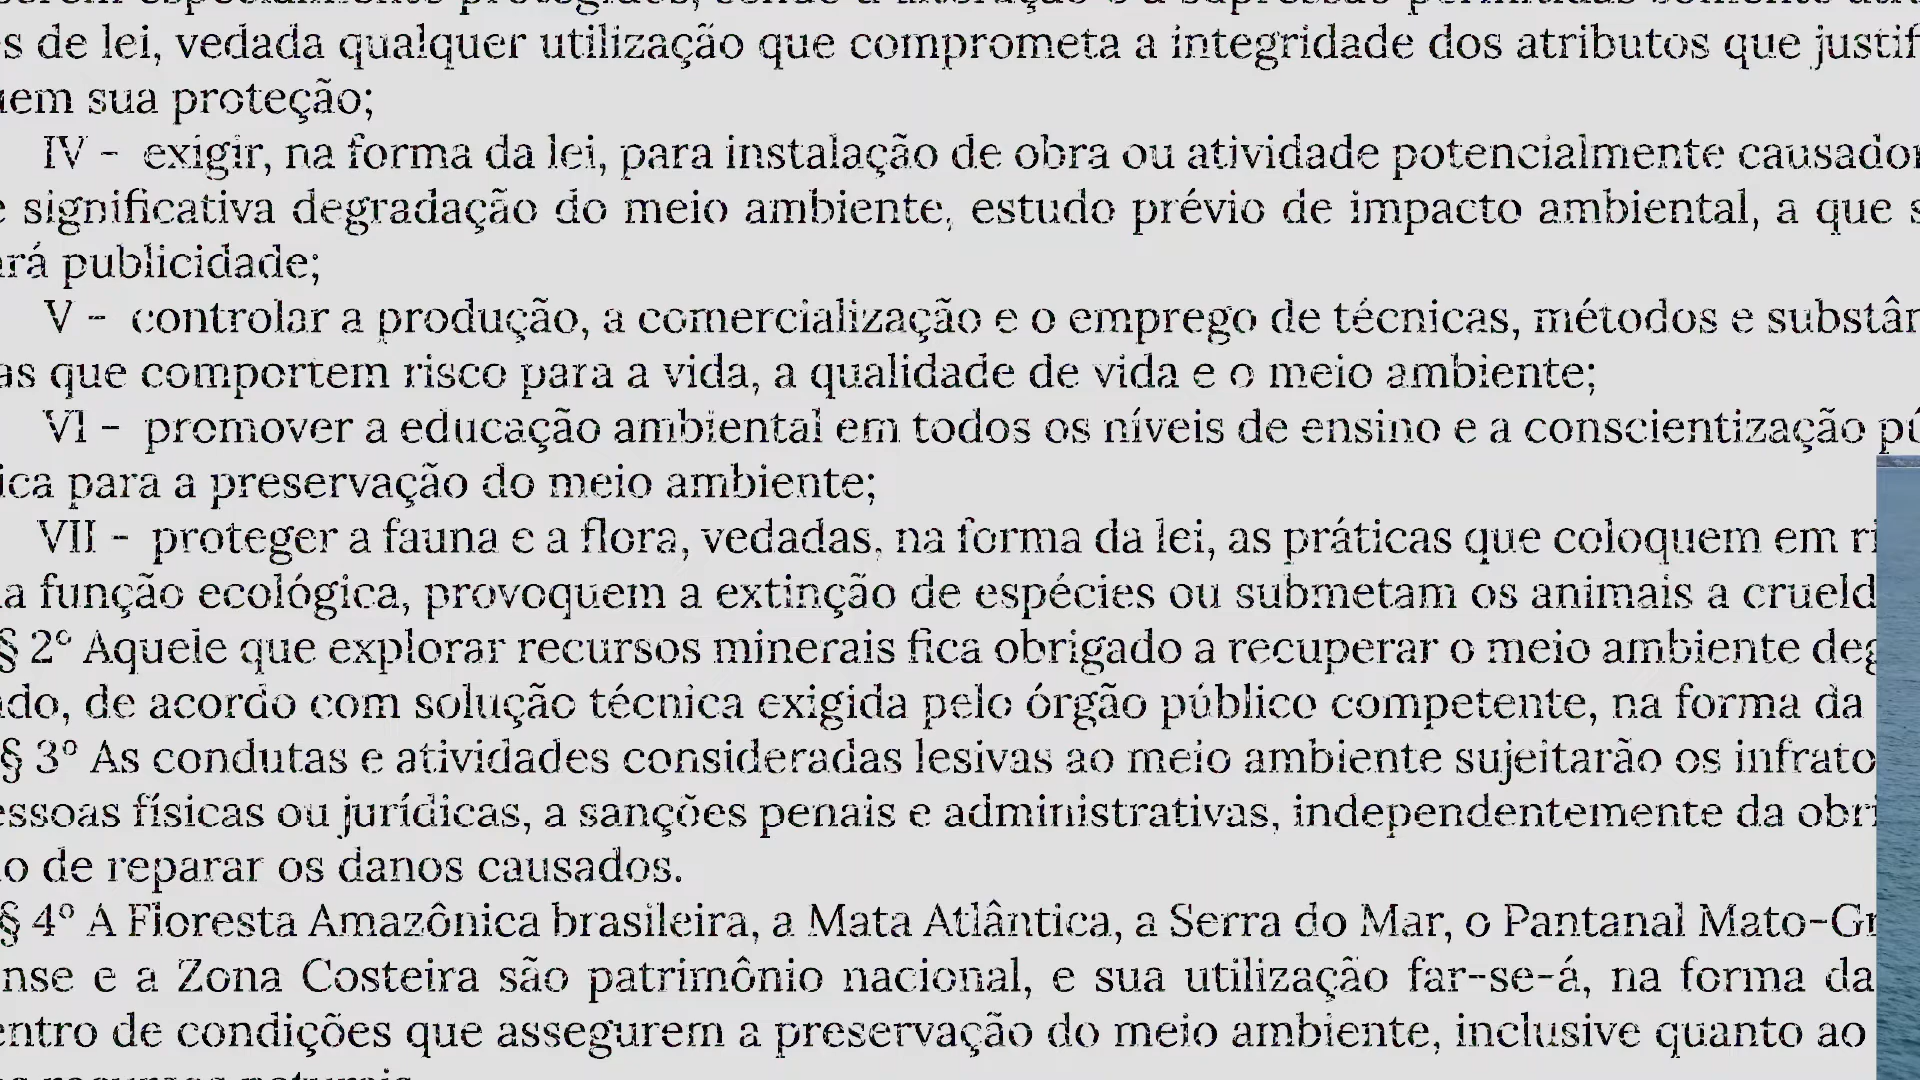 s de lei, vedada qualquer utilização que comprometa a integridade dos atributos que justif
uem sua proteção;
IV - exigir, na forma da lei, para instalação de obra ou atividade potencialmente causador
e significativa degradação do meio ambiente, estudo prévio de impacto ambiental, a que s
ará publicidade;
V - controlar a produção, a comercialização e o emprego de técnicas, métodos e substân
as que comportem risco para a vida, a qualidade de vida e o meio ambiente;
VI - promover a educação ambiental em todos os níveis de ensino e a conscientização pú
ica para a preservação do meio ambiente;
VII - proteger a fauna e a flora, vedadas, na forma da lei, as práticas que coloquem em ri
a função ecológica, provoquem a extinção de espécies ou submetam os animais a crueld
§ 2º Aquele que explorar recursos minerais fica obrigado a recuperar o meio ambiente deg
do, de acordo com solução técnica exigida pelo órgão público competente, na forma da
§ 3º As condutas e atividades consideradas lesivas ao meio ambiente sujeitarão os infrato
essoas físicas ou jurídicas, a sanções penais e administrativas, independentemente da obri
o de reparar os danos causados.
§ 4º A Floresta Amazônica brasileira, a Mata Atlântica, a Serra do Mar, o Pantanal Mato-Gr
nse e a Zona Costeira são patrimônio nacional, e sua utilização far-se-á, na forma da
entro de condições que assegurem a preservação do meio ambiente, inclusive quanto ao